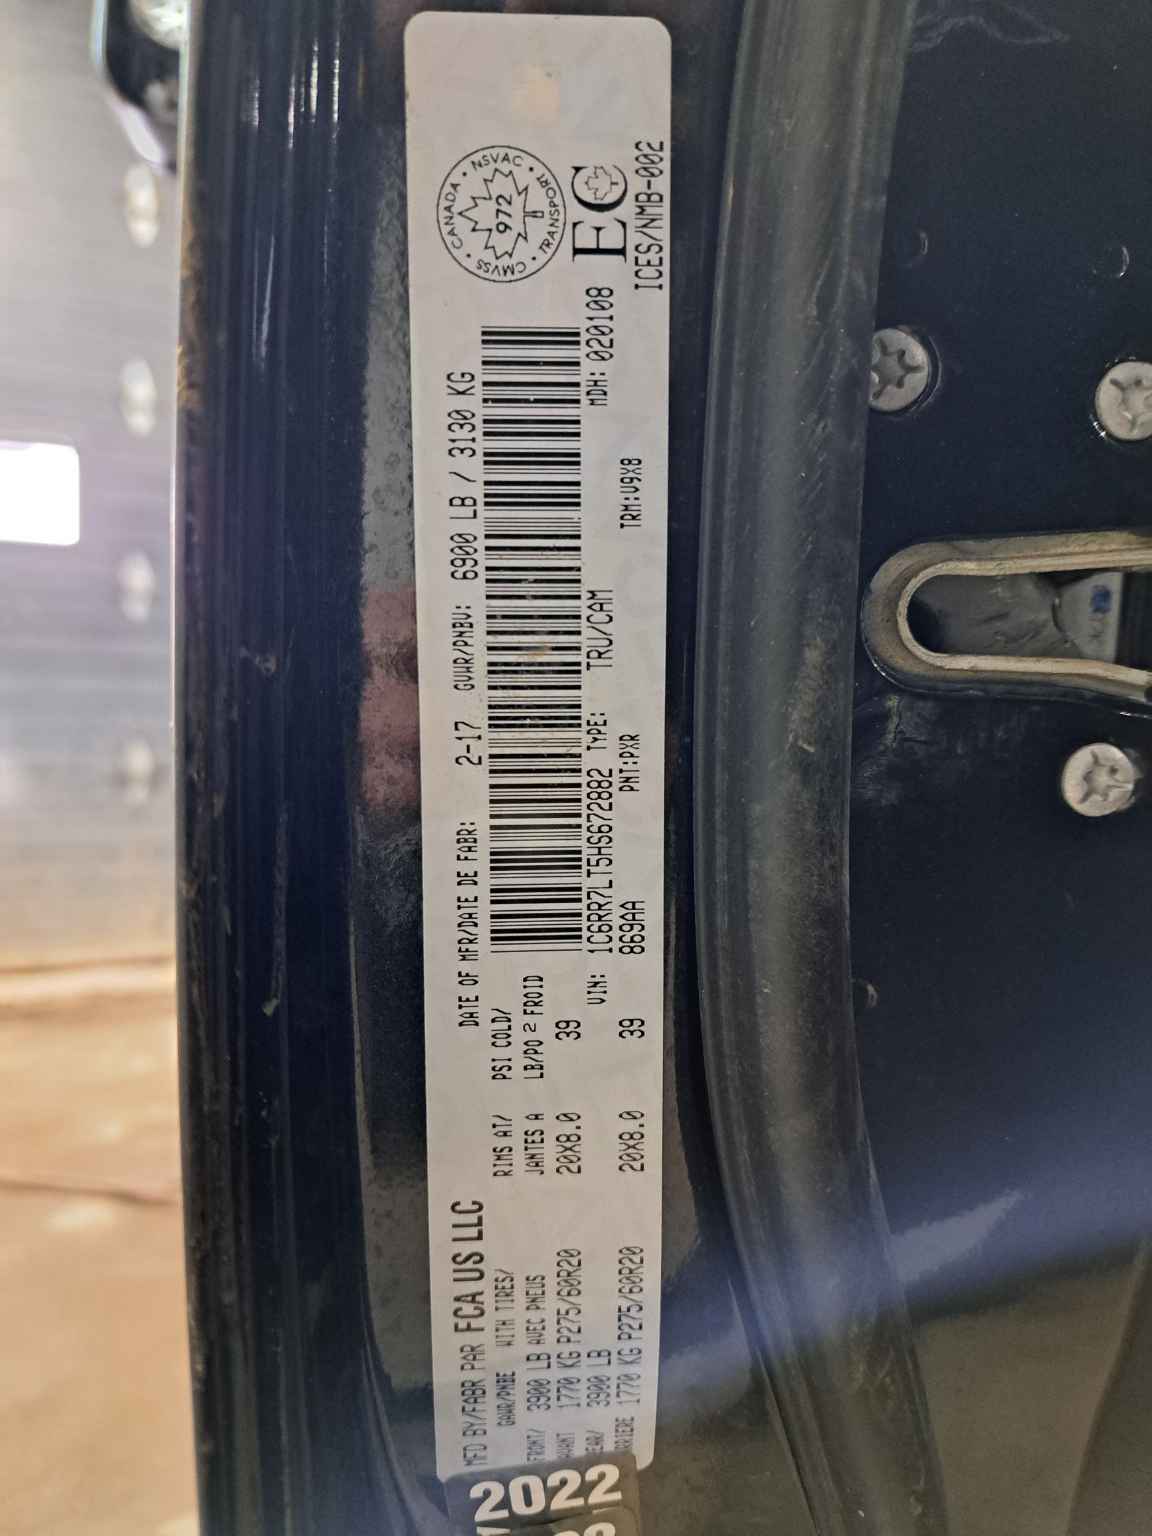 MFD BY/FABR PAR FCA US LLC
DATE OF MFR/DATE DE FABR: 2-17 GVWR/PNBV: 6900 LB / 3130 KG
GAWR/PNBE WITH TIRES/ RIMS AT/ PSI COLD/
FRONT/ 3900 LB AVEC PNEUS JANTES A LB/PO 2 FROID
AVANT 1770 KG P275/60R20 20X8.0 39
REAR/ 3900 LB VIN: 1C6RR7LT5HS672882 TYPE: TRU/CAM MDH: 020108
ARRIERE 1770 KG P275/60R20 20X8.0 39 869AA PNT:PXR TRM:V9X8
CANADA • NSVAC • TRANSPORT • CMVSS •
972
EC
ICES/NMB-002
2022